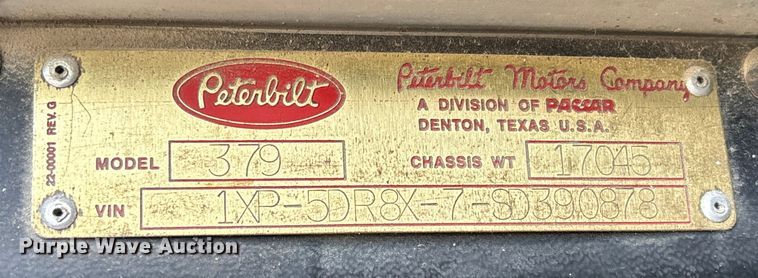 Peterbilt
Peterbilt Motors Company
A DIVISION OF PACCAR
DENTON, TEXAS U.S.A.
MODEL 379 CHASSIS WT 17045
VIN 1XP-5DR8X-7-SD390878
22-00001 REV. G
Purple Wave Auction